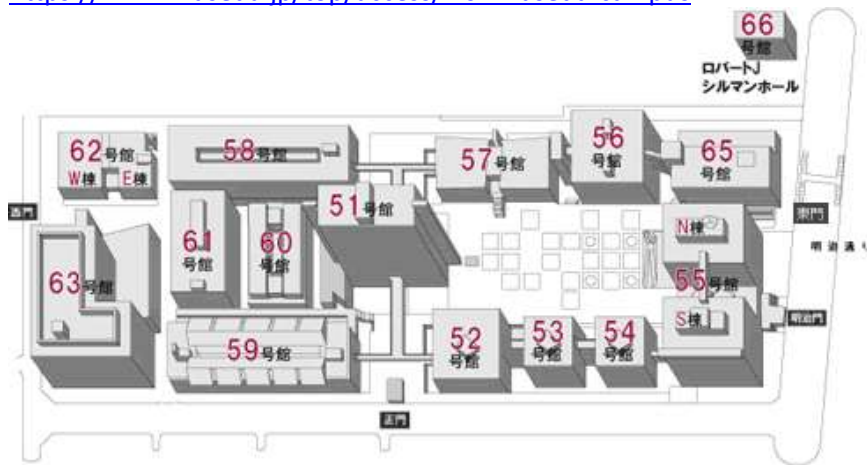 66
号館
ロバートJ
シルマンホール
62号館
W棟 E棟
58号館
57号館
56
号館
65
号館
51号館
61
号館
60
号館
N棟
東門
明治通り
63号館
55
号館
S棟
明治門
59号館
52
号館
53
号館
54
号館
正門
西門